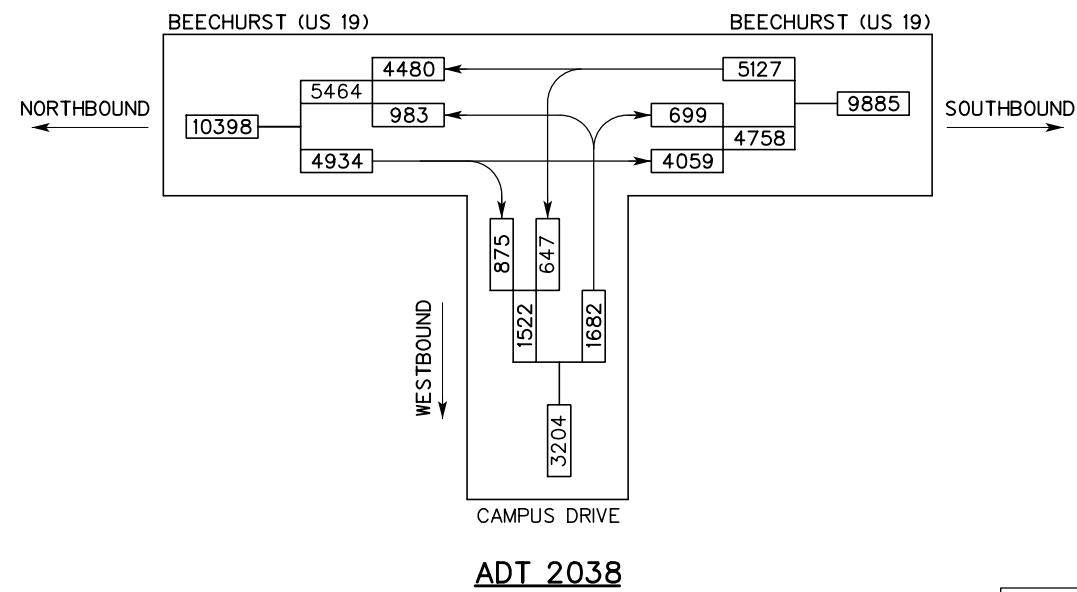 BEECHURST (US 19)
BEECHURST (US 19)
NORTHBOUND
SOUTHBOUND
4480
5127
5464
9885
983
699
10398
4758
4934
4059
875
647
WESTBOUND
1522
1682
3204
CAMPUS DRIVE
ADT 2038